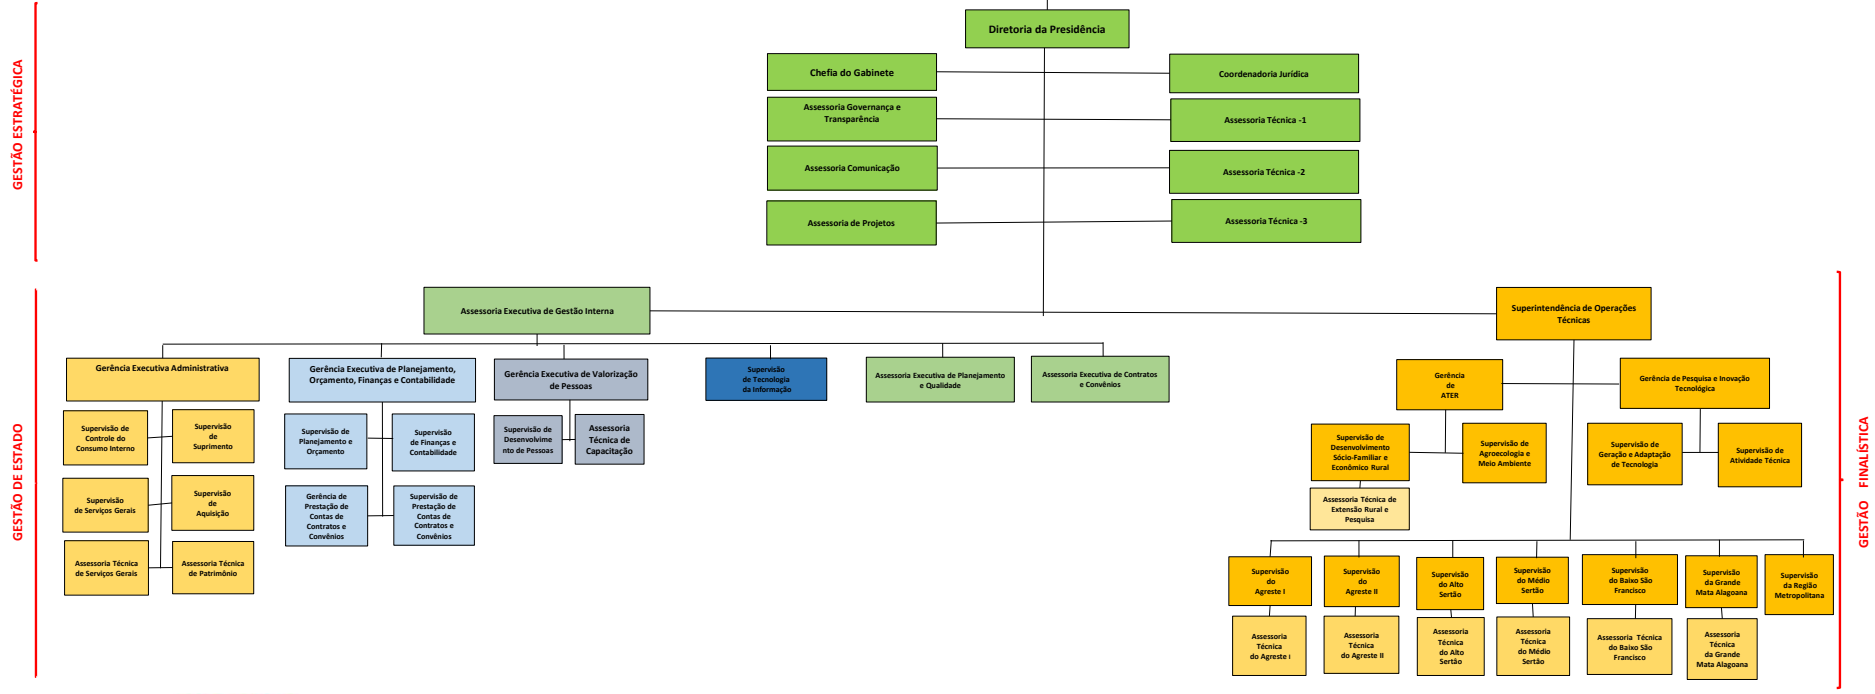 GESTÃO ESTRATÉGICA
Diretoria da Presidência
Chefia do Gabinete
Coordenadoria Jurídica
Assessoria Governança e
Transparência
Assessoria Técnica -1
Assessoria Comunicação
Assessoria Técnica -2
Assessoria de Projetos
Assessoria Técnica -3
GESTÃO DE ESTADO
Assessoria Executiva de Gestão Interna
Gerência Executiva Administrativa
Supervisão de
Controle do
Consumo Interno
Supervisão
de
Suprimento
Supervisão
de Serviços Gerais
Supervisão
de
Aquisição
Assessoria Técnica
de Serviços Gerais
Assessoria Técnica
de Patrimônio
Gerência Executiva de Planejamento,
Orçamento, Finanças e Contabilidade
Supervisão de
Planejamento e
Orçamento
Supervisão
de Finanças e
Contabilidade
Gerência de
Prestação de
Contas de
Contratos e
Convênios
Supervisão de
Prestação de
Contas de
Contratos e
Convênios
Gerência Executiva de Valorização
de Pessoas
Supervisão de
Desenvolvime
nto de Pessoas
Assessoria
Técnica de
Capacitação
Supervisão
de Tecnologia
da Informação
Assessoria Executiva de Planejamento
e Qualidade
Assessoria Executiva de Contratos
e Convênios
GESTÃO FINALÍSTICA
Superintendência de Operações
Técnicas
Gerência
de
ATER
Gerência de Pesquisa e Inovação
Tecnológica
Supervisão de
Desenvolvimento
Sócio-Familiar e
Econômico Rural
Supervisão de
Agroecologia e
Meio Ambiente
Assessoria Técnica de
Extensão Rural e
Pesquisa
Supervisão de
Geração e Adaptação
de Tecnologia
Supervisão de
Atividade Técnica
Supervisão
do
Agreste I
Supervisão
do
Agreste II
Supervisão
do Alto
Sertão
Supervisão
do Médio
Sertão
Supervisão
do Baixo São
Francisco
Supervisão
da Grande
Mata Alagoana
Supervisão
da Região
Metropolitana
Assessoria
Técnica
do Agreste I
Assessoria
Técnica
do Agreste II
Assessoria
Técnica
do Alto
Sertão
Assessoria
Técnica
do Médio
Sertão
Assessoria Técnica
do Baixo São
Francisco
Assessoria
Técnica
da Grande
Mata Alagoana